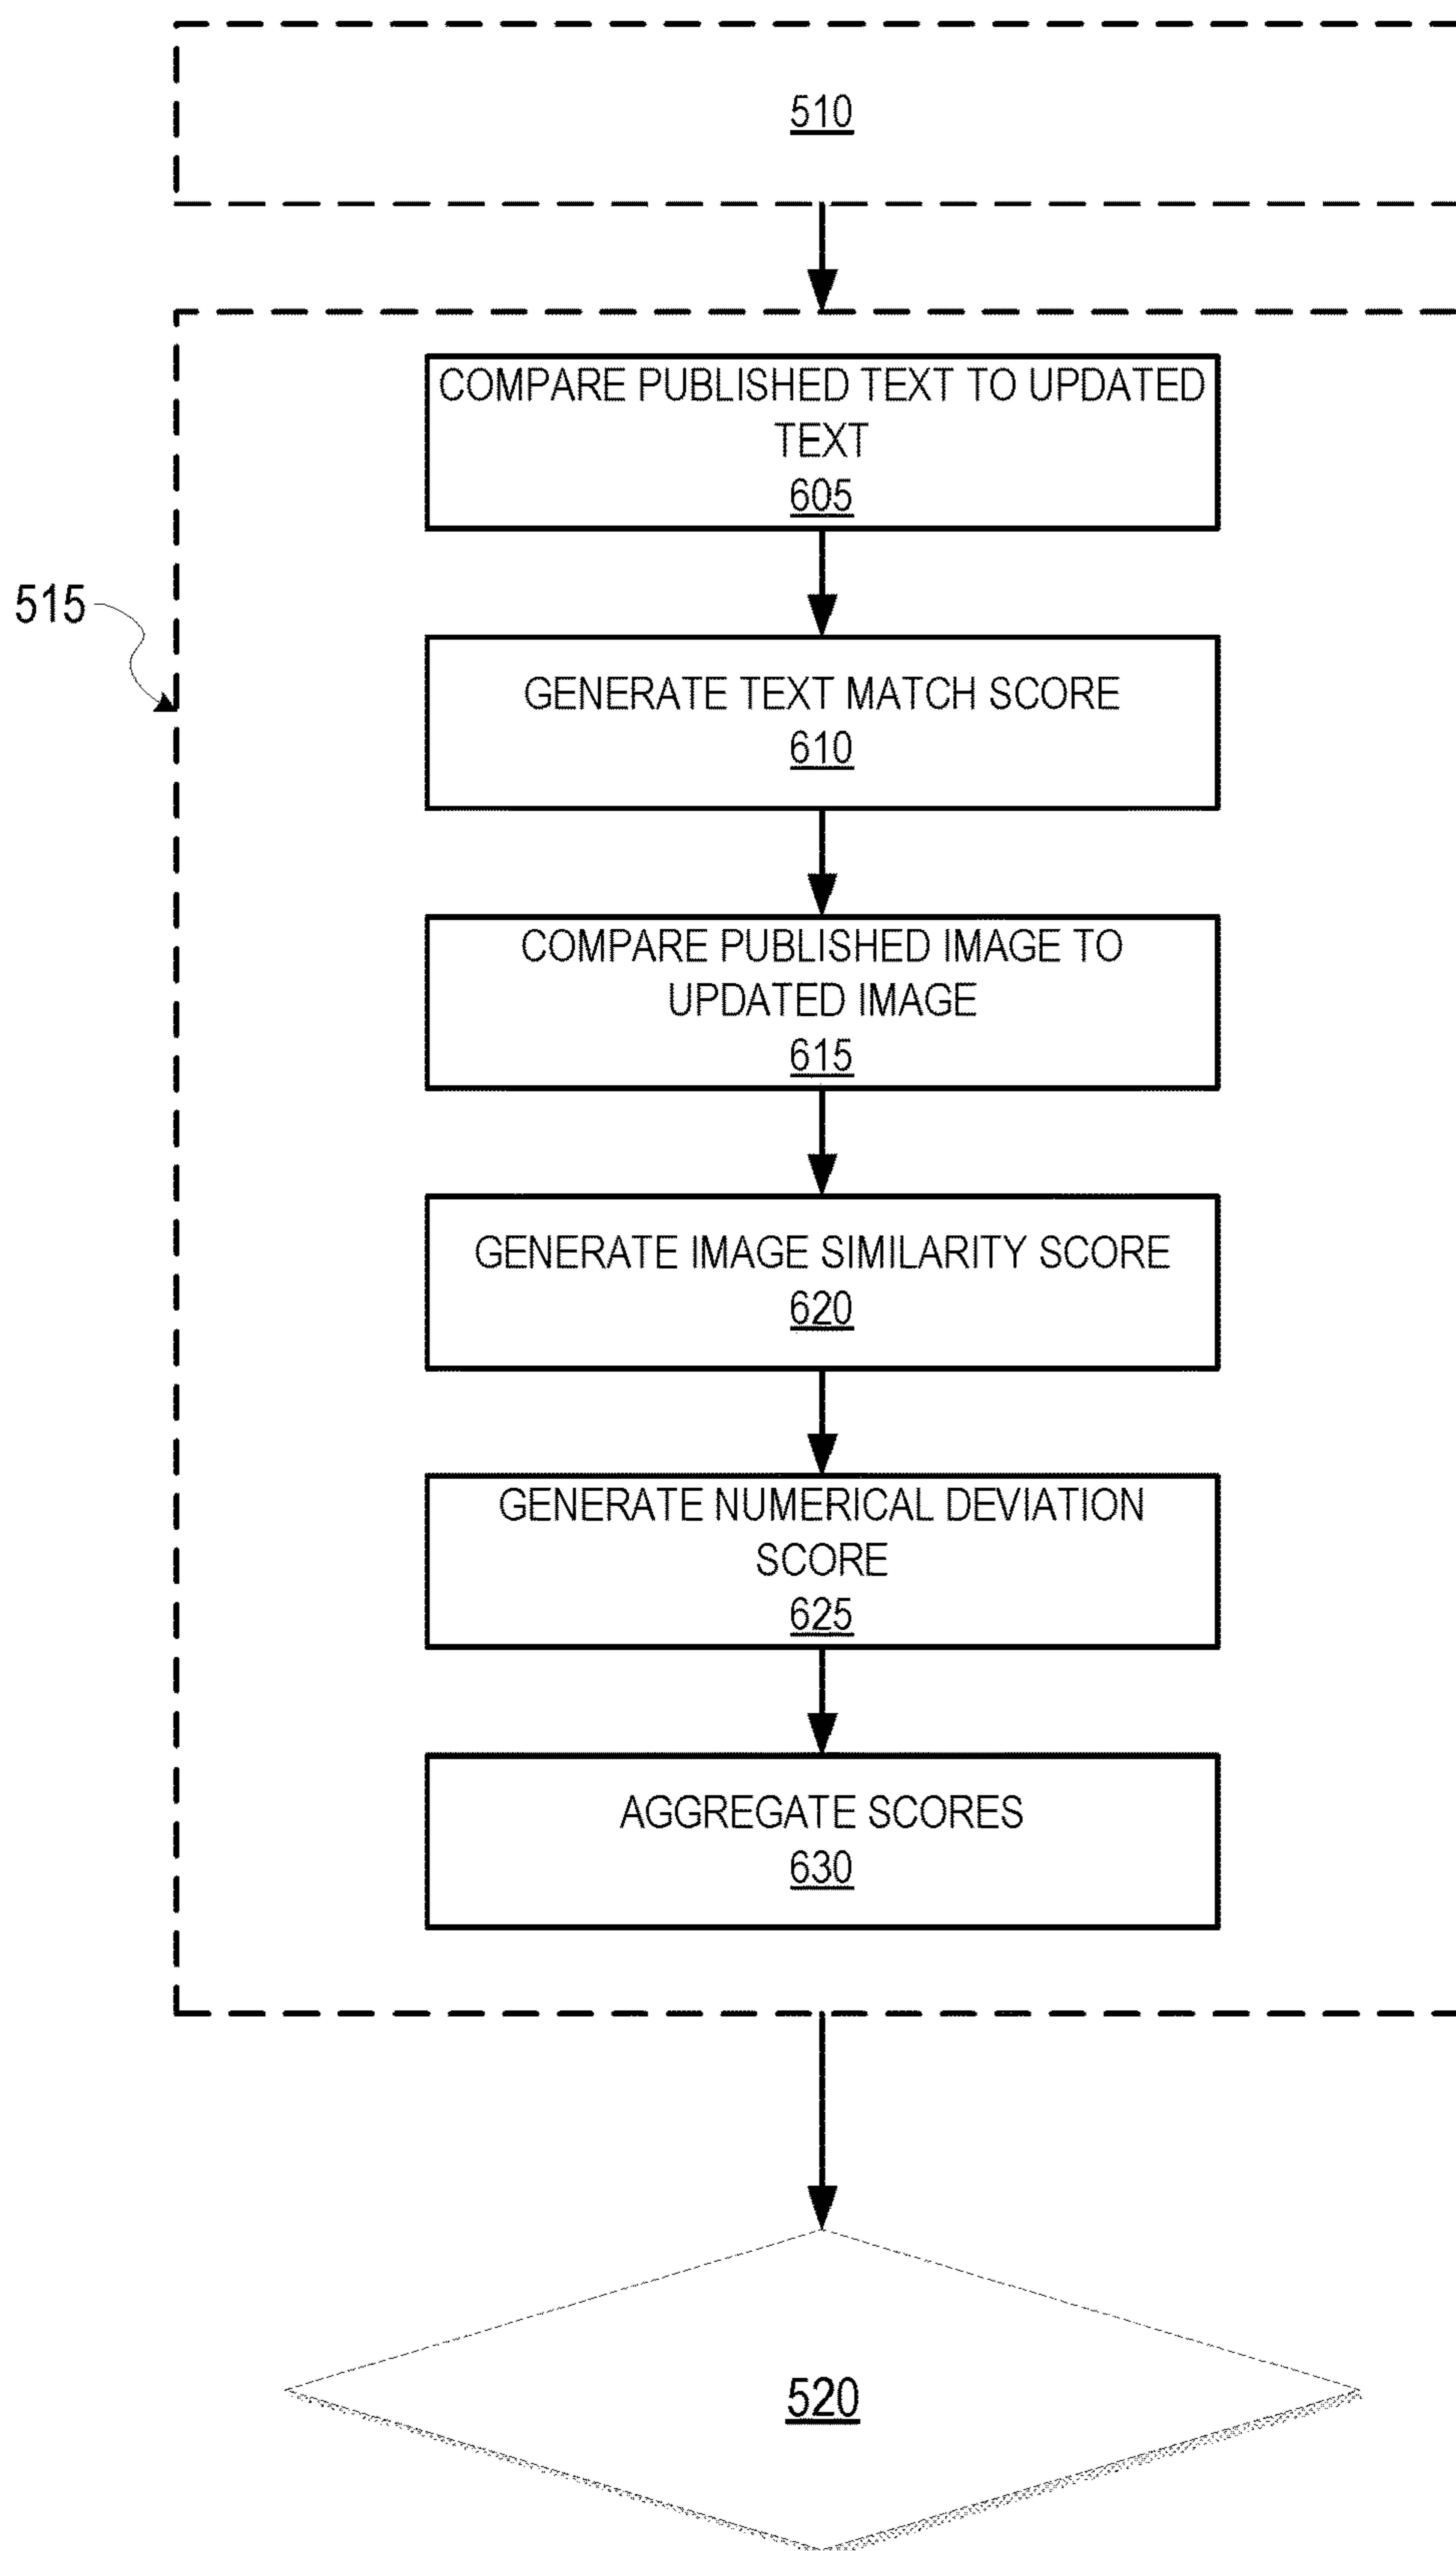 510
COMPARE PUBLISHED TEXT TO UPDATED
TEXT
605
515
GENERATE TEXT MATCH SCORE
610
COMPARE PUBLISHED IMAGE TO
UPDATED IMAGE
615
GENERATE IMAGE SIMILARITY SCORE
620
GENERATE NUMERICAL DEVIATION
SCORE
625
AGGREGATE SCORES
630
520